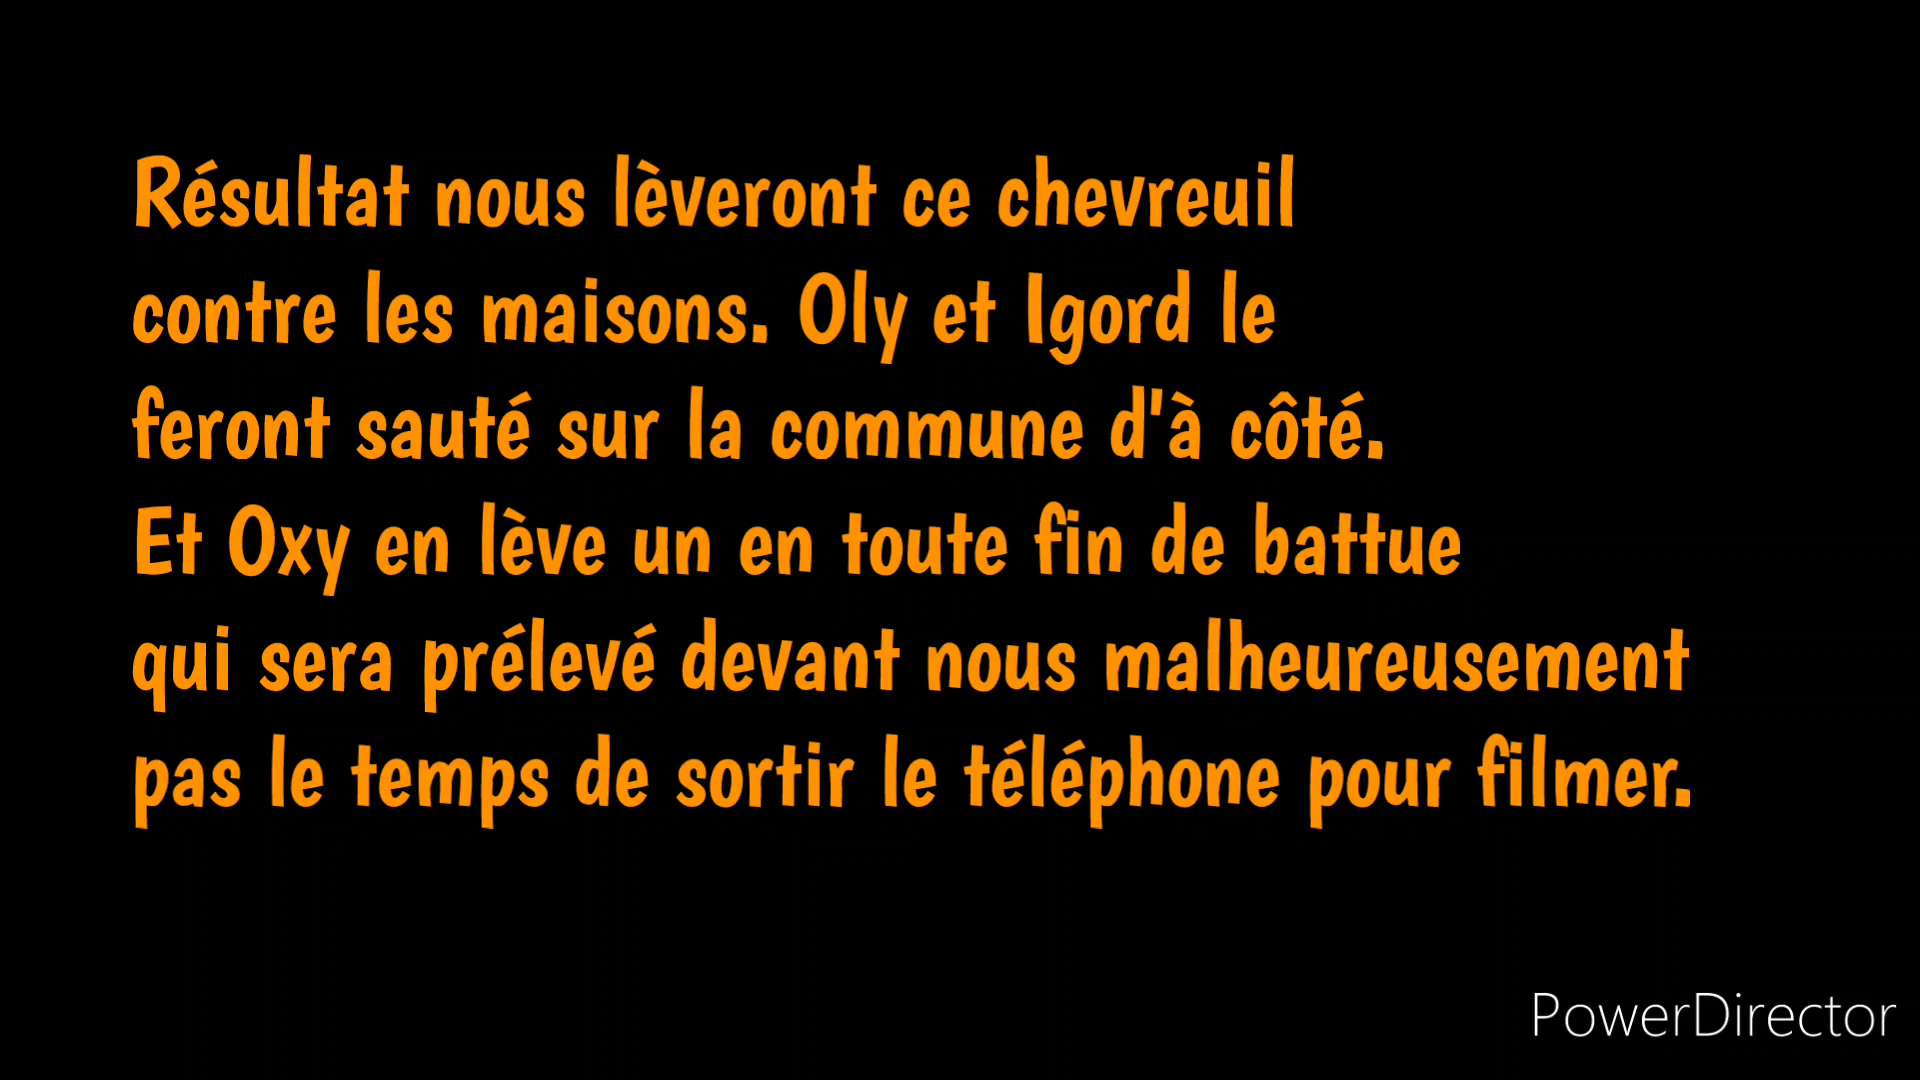 Résultat nous lèveront ce chevreuil
contre les maisons. Oly et Igord le
feront sauté sur la commune d'à côté.
Et Oxy en lève un en toute fin de battue
qui sera prélevé devant nous malheureusement
pas le temps de sortir le téléphone pour filmer.
PowerDirector